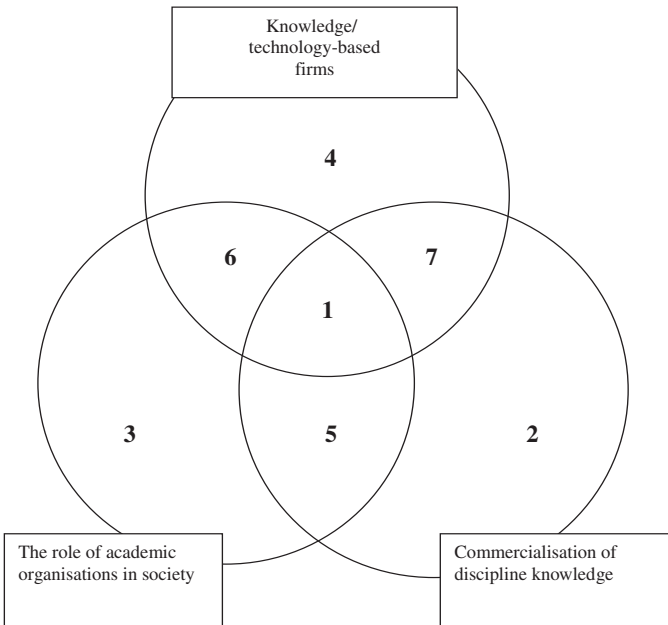 Knowledge/
technology-based
firms
4
6
7
1
3
5
2
The role of academic
organisations in society
Commercialisation of
discipline knowledge